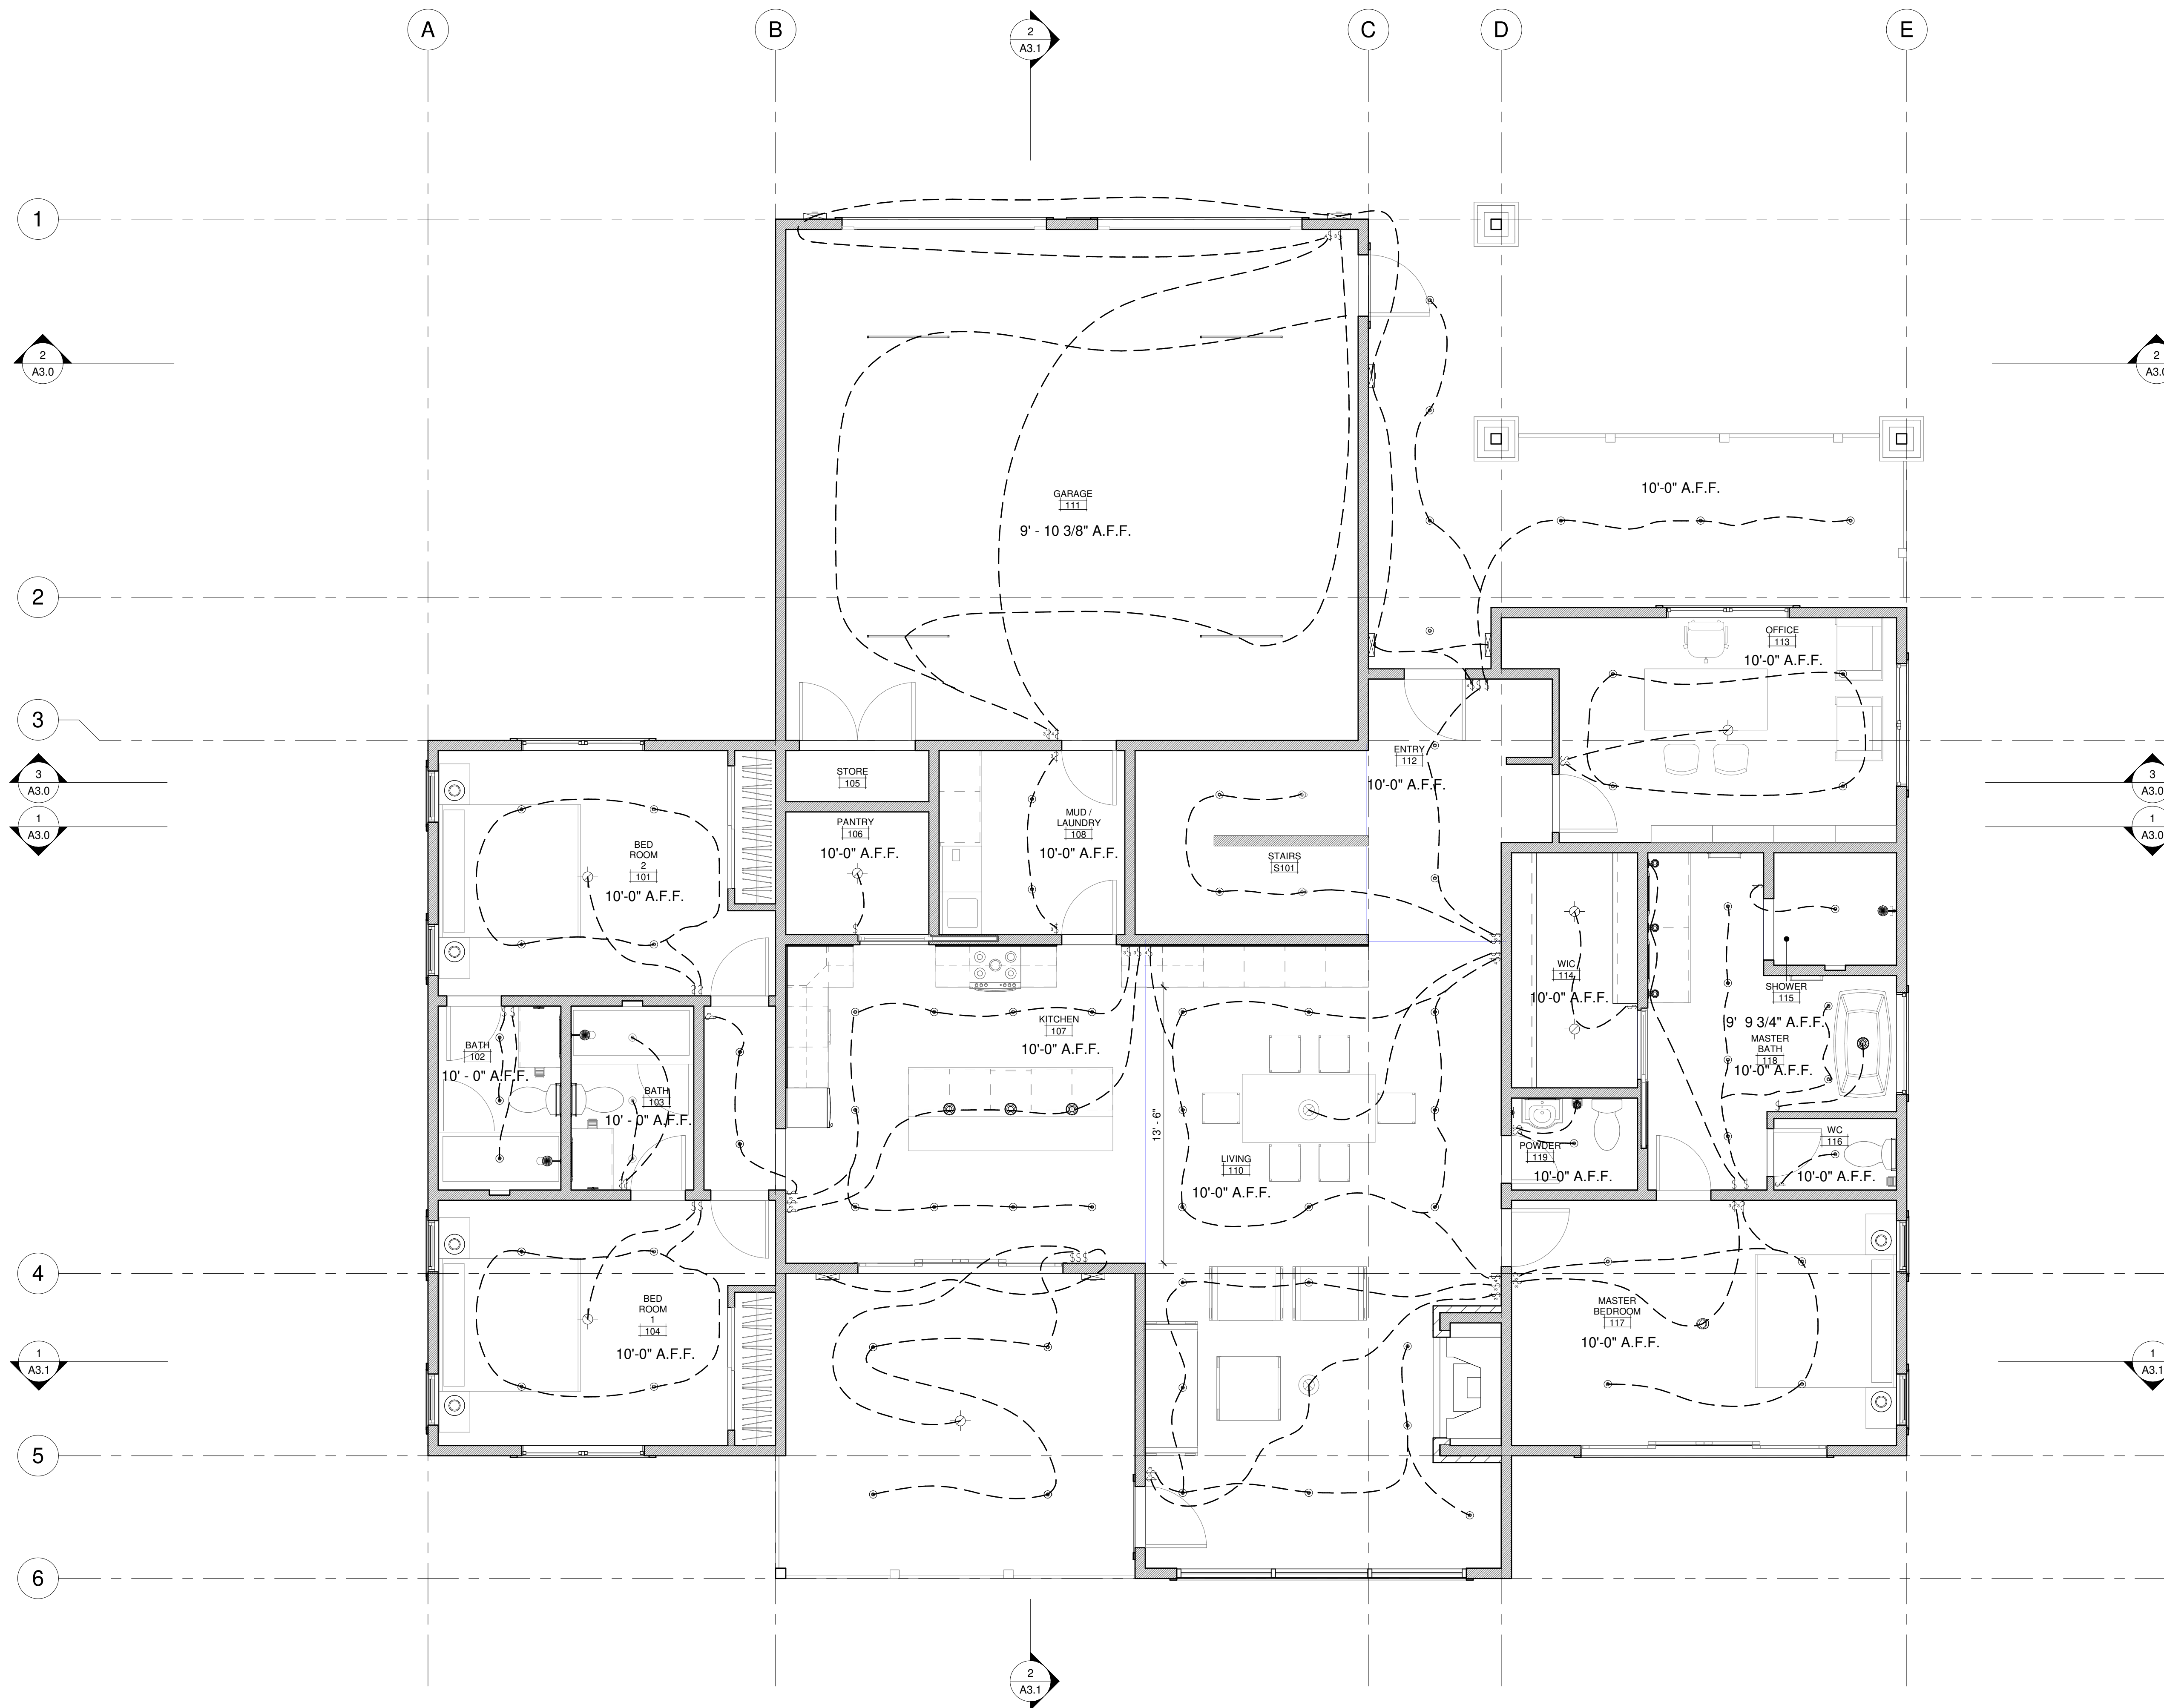 A
B
C
D
E
2
A3.1
1
2
A3.0
2
A3.0
GARAGE
111
9' - 10 3/8" A.F.F.
10'-0" A.F.F.
2
OFFICE
113
10'-0" A.F.F.
3
3
A3.0
1
A3.0
3
A3.0
1
A3.0
ENTRY
112
10'-0" A.F.F.
STORE
105
PANTRY
106
10'-0" A.F.F.
MUD /
LAUNDRY
108
10'-0" A.F.F.
BED
ROOM
2
101
10'-0" A.F.F.
STAIRS
S101
WIC
114
10'-0" A.F.F.
SHOWER
115
9' 9 3/4" A.F.F.
MASTER
BATH
118
10'-0" A.F.F.
KITCHEN
107
10'-0" A.F.F.
BATH
102
10' - 0" A.F.F.
BATH
103
10' - 0" A.F.F.
13' - 6"
LIVING
110
10'-0" A.F.F.
POWDER
119
10'-0" A.F.F.
WC
116
10'-0" A.F.F.
4
BED
ROOM
1
104
10'-0" A.F.F.
MASTER
BEDROOM
117
10'-0" A.F.F.
1
A3.1
1
A3.1
5
6
2
A3.1